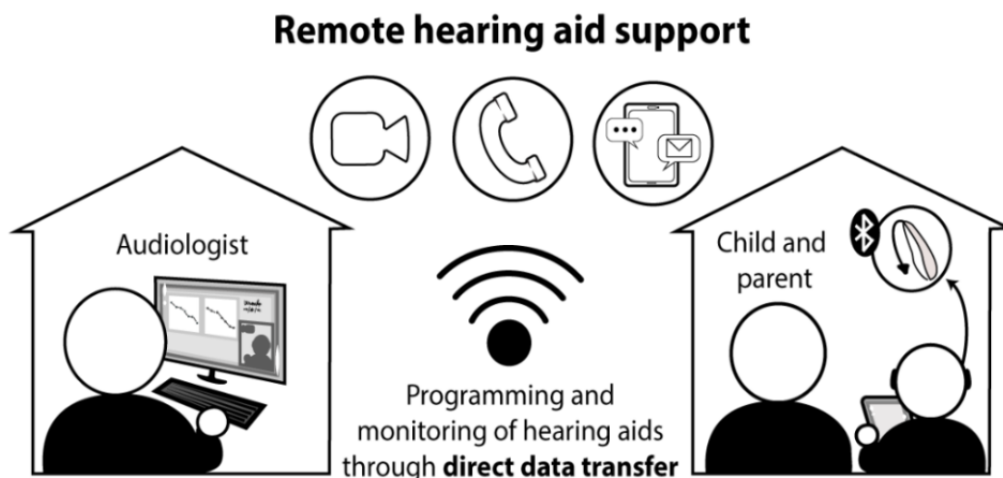 Remote hearing aid support
Audiologist
Child and
parent
Programming and
monitoring of hearing aids
through direct data transfer